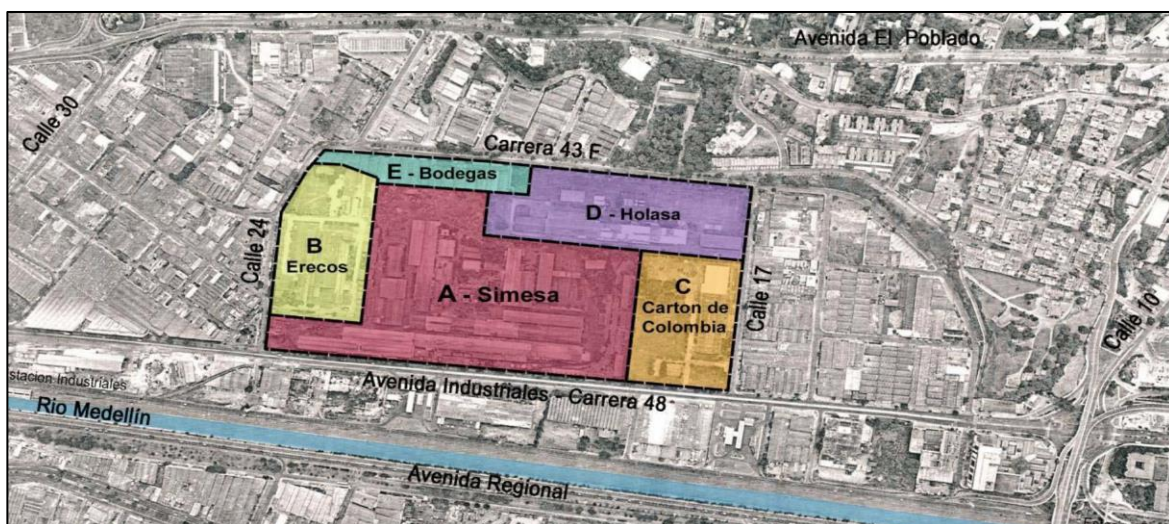 Avenida El Poblado
Calle 30
Carrera 43 F
E - Bodegas
D - Holasa
B
Erecos
Calle 24
A - Simesa
C
Carton de
Colombia
Calle 17
Calle 10
Avenida Industriales - Carrera 48
stacion Industriales
Rio Medellín
Avenida Regional